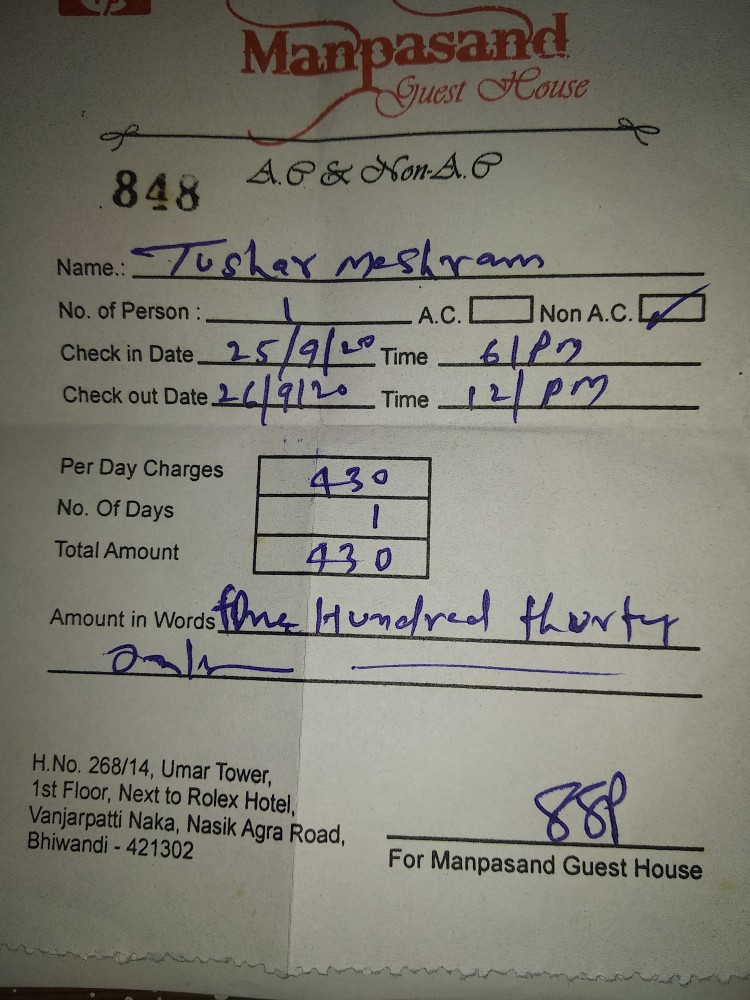 Manpasand
Guest House
A.C & Non-A.C
848
Name.: Tushar Meshram
No. of Person : 1 A.C. Non A.C.
Check in Date 25/9/20 Time 6/PM
Check out Date 26/9/20 Time 12/ PM
Per Day Charges 430
No. Of Days 1
Total Amount 430
Amount in Words Hundred thurty
H.No. 268/14, Umar Tower,
1st Floor, Next to Rolex Hotel,
Vanjarpatti Naka, Nasik Agra Road,
Bhiwandi - 421302
For Manpasand Guest House